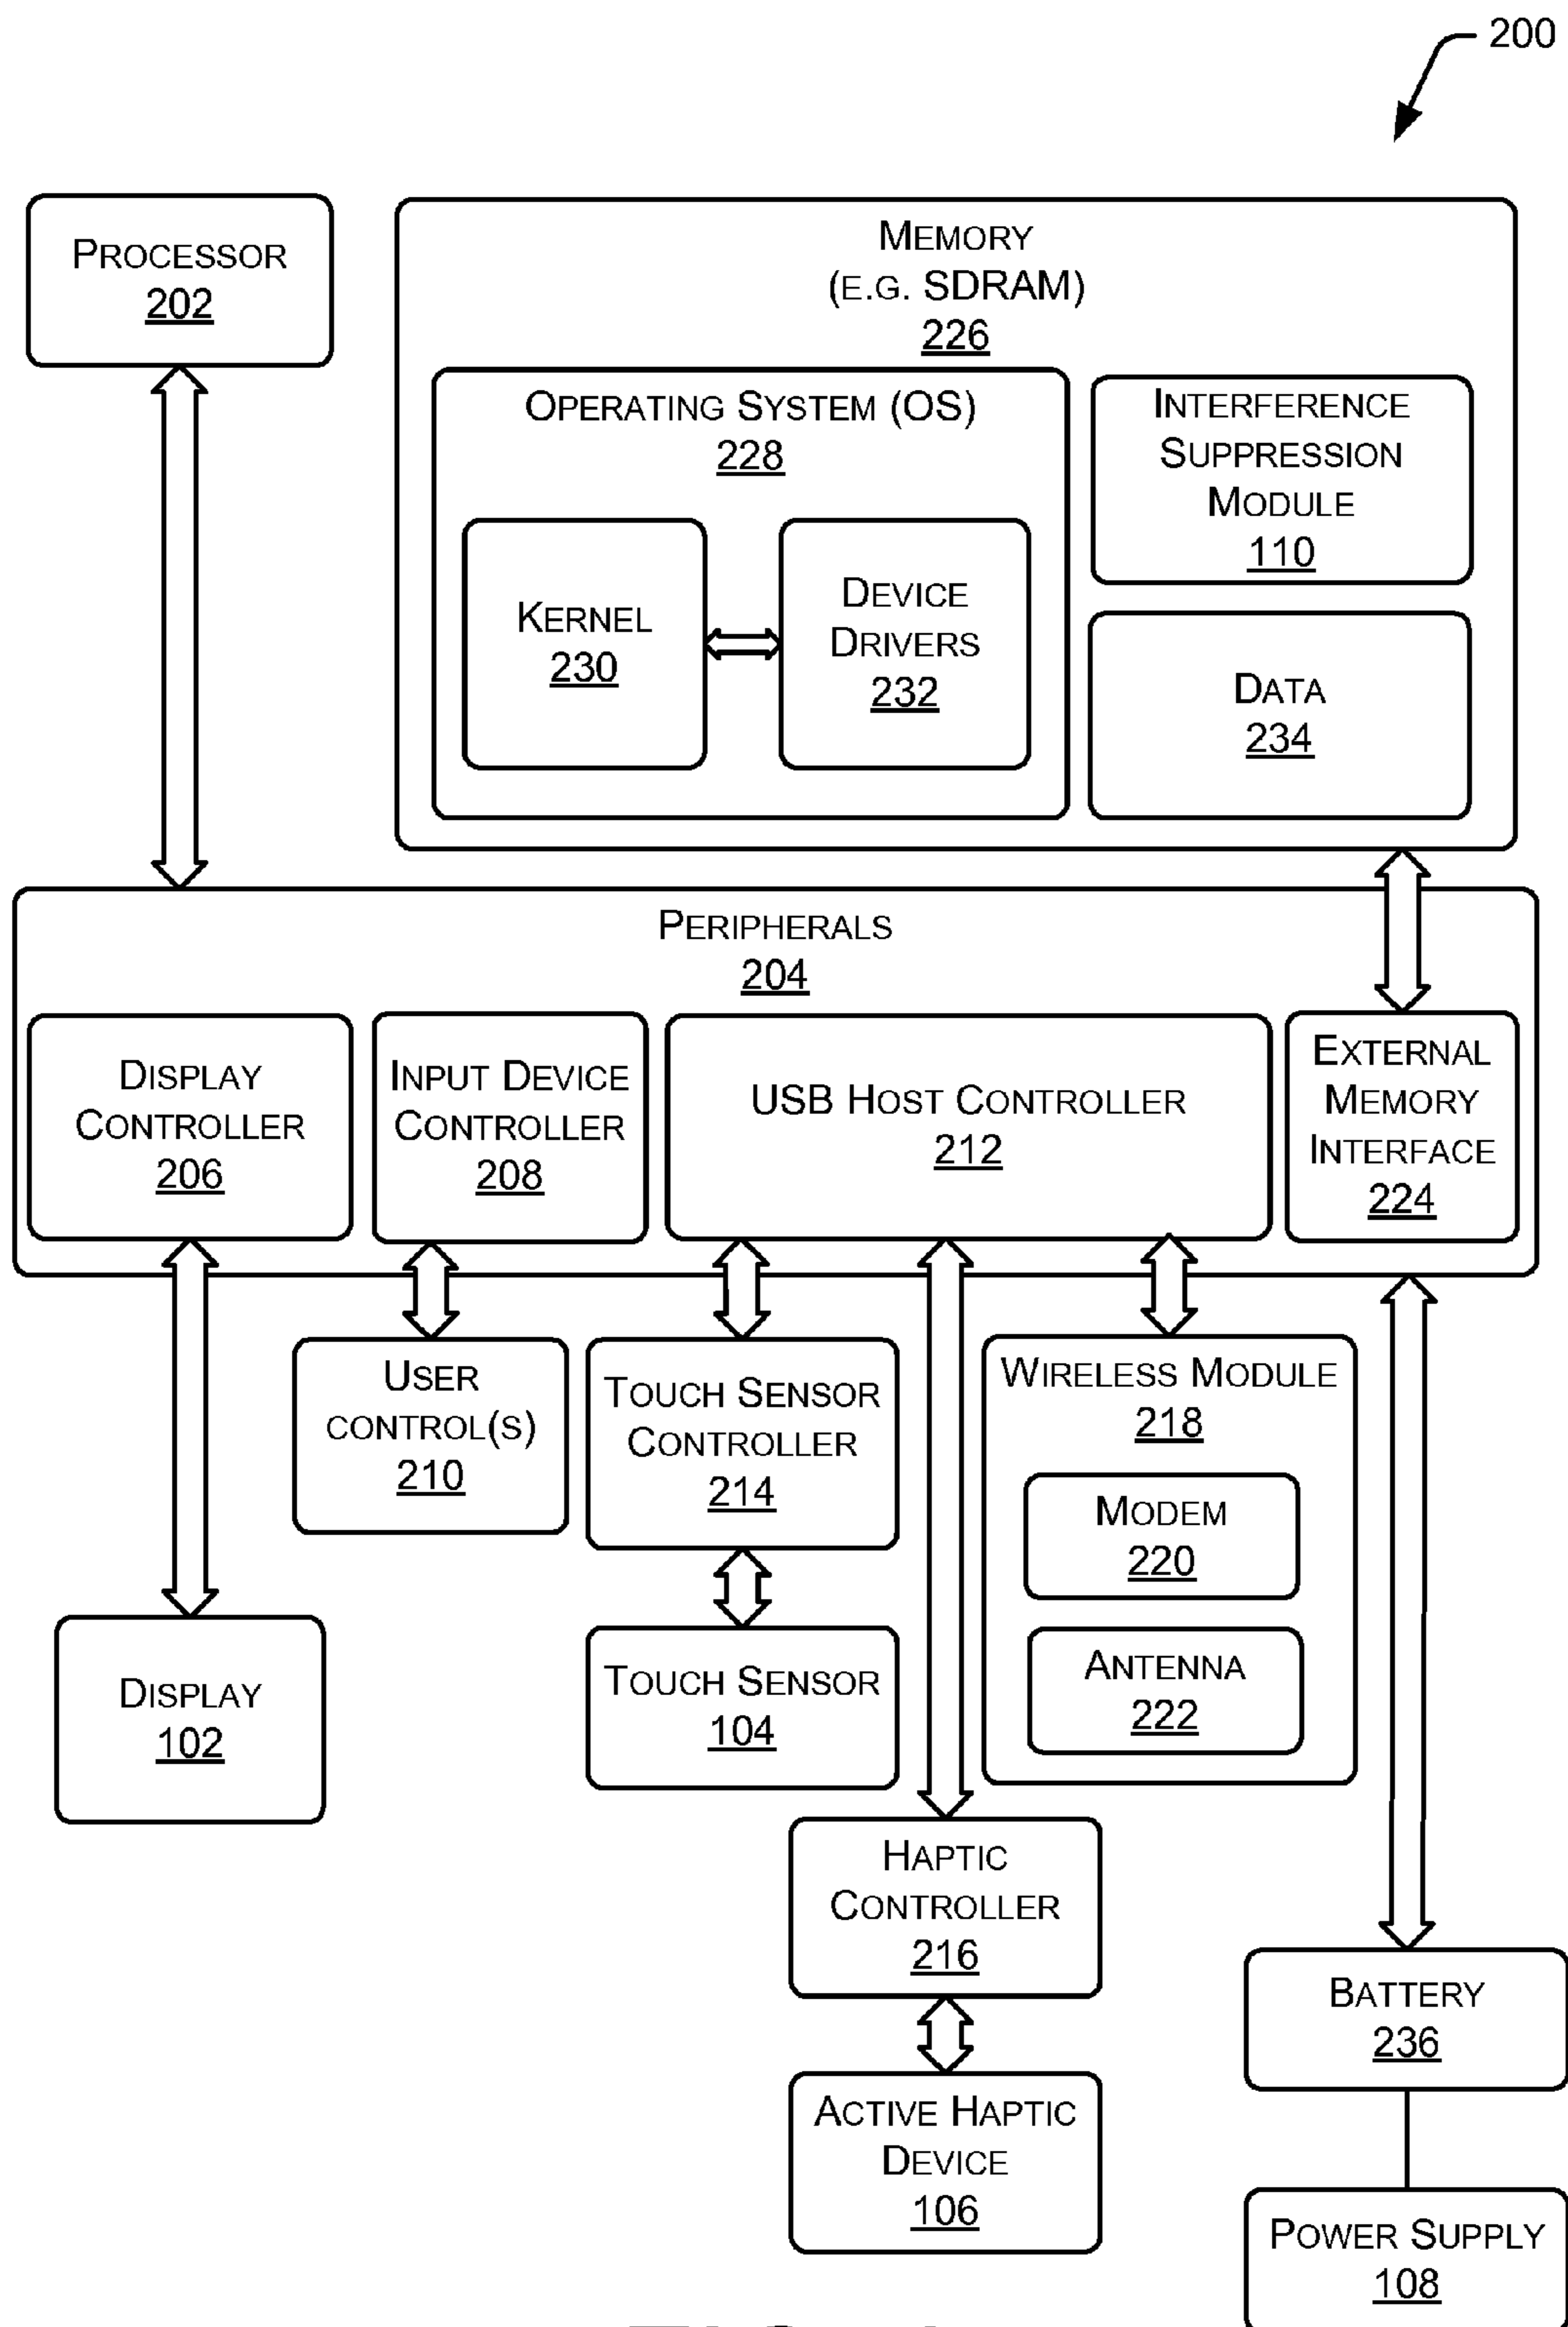 200
PROCESSOR
202
MEMORY
(E.G. SDRAM)
226
OPERATING SYSTEM (OS)
228
KERNEL
230
DEVICE
DRIVERS
232
INTERFERENCE
SUPPRESSION
MODULE
110
DATA
234
PERIPHERALS
204
DISPLAY
CONTROLLER
206
INPUT DEVICE
CONTROLLER
208
USB HOST CONTROLLER
212
EXTERNAL
MEMORY
INTERFACE
224
USER
CONTROL(S)
210
TOUCH SENSOR
CONTROLLER
214
WIRELESS MODULE
218
MODEM
220
ANTENNA
222
DISPLAY
102
TOUCH SENSOR
104
HAPTIC
CONTROLLER
216
ACTIVE HAPTIC
DEVICE
106
BATTERY
236
POWER SUPPLY
108